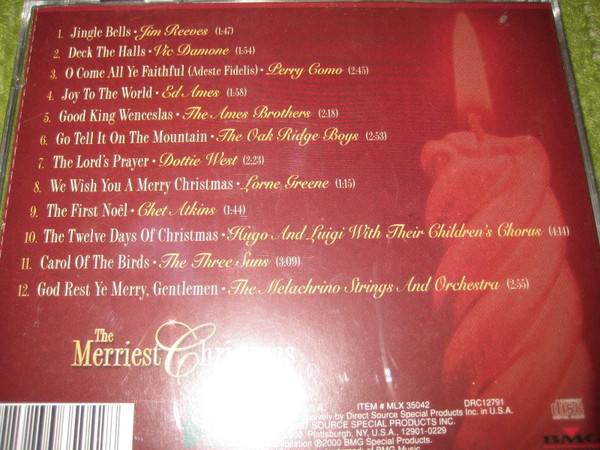 1. Jingle Bells • Jim Reeves (1:47)
2. Deck The Halls • Vic Damone (1:54)
3. O Come All Ye Faithful (Adeste Fidelis) • Perry Como (2:45)
4. Joy To The World • Ed Ames (1:58)
5. Good King Wenceslas • The Ames Brothers (2:18)
6. Go Tell It On The Mountain • The Oak Ridge Boys (2:53)
7. The Lord's Prayer • Dottie West (2:23)
8. We Wish You A Merry Christmas • Lorne Greene (1:15)
9. The First Noël • Chet Atkins (1:44)
10. The Twelve Days Of Christmas • Hugo And Luigi With Their Children's Chorus (4:14)
11. Carol Of The Birds • The Three Suns (3:09)
12. God Rest Ye Merry, Gentlemen • The Melachrino Strings And Orchestra (2:55)
The
Merriest Christmas
ITEM # MLX 35042 DRC12791
by Direct Source Special Products Inc. in U.S.A.
SOURCE SPECIAL PRODUCTS INC.
Plattsburgh, N.Y., U.S.A., 12901-0229
℗2000 BMG Special Products.
of BMG Music
DIGITAL AUDIO
BMG